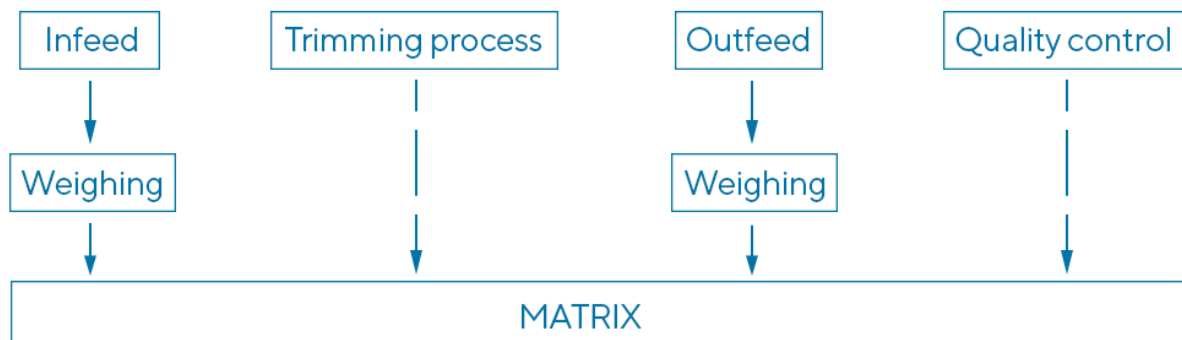 Infeed
Trimming process
Outfeed
Quality control
Weighing
Weighing
MATRIX